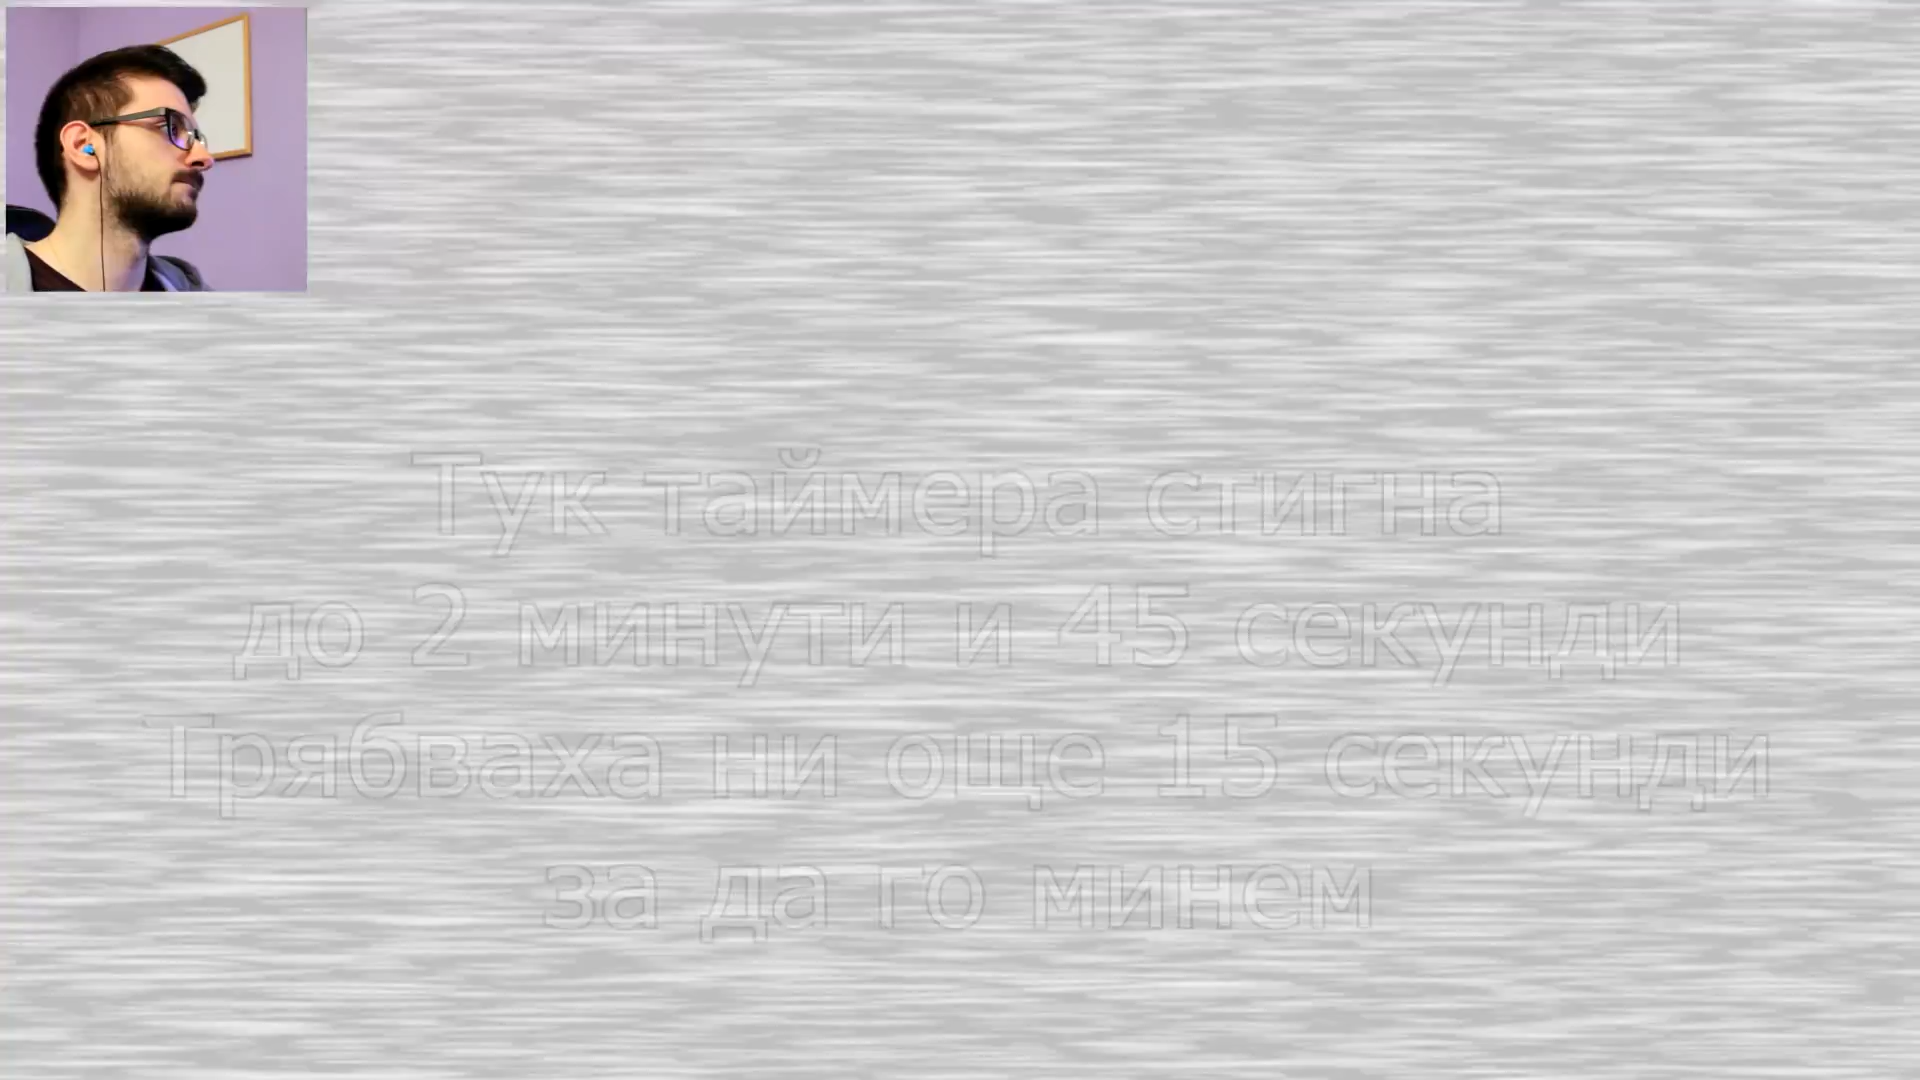 Тук таймера стигна
до 2 минути и 45 секунди
Трябваха ни още 15 секунди
за да го минем